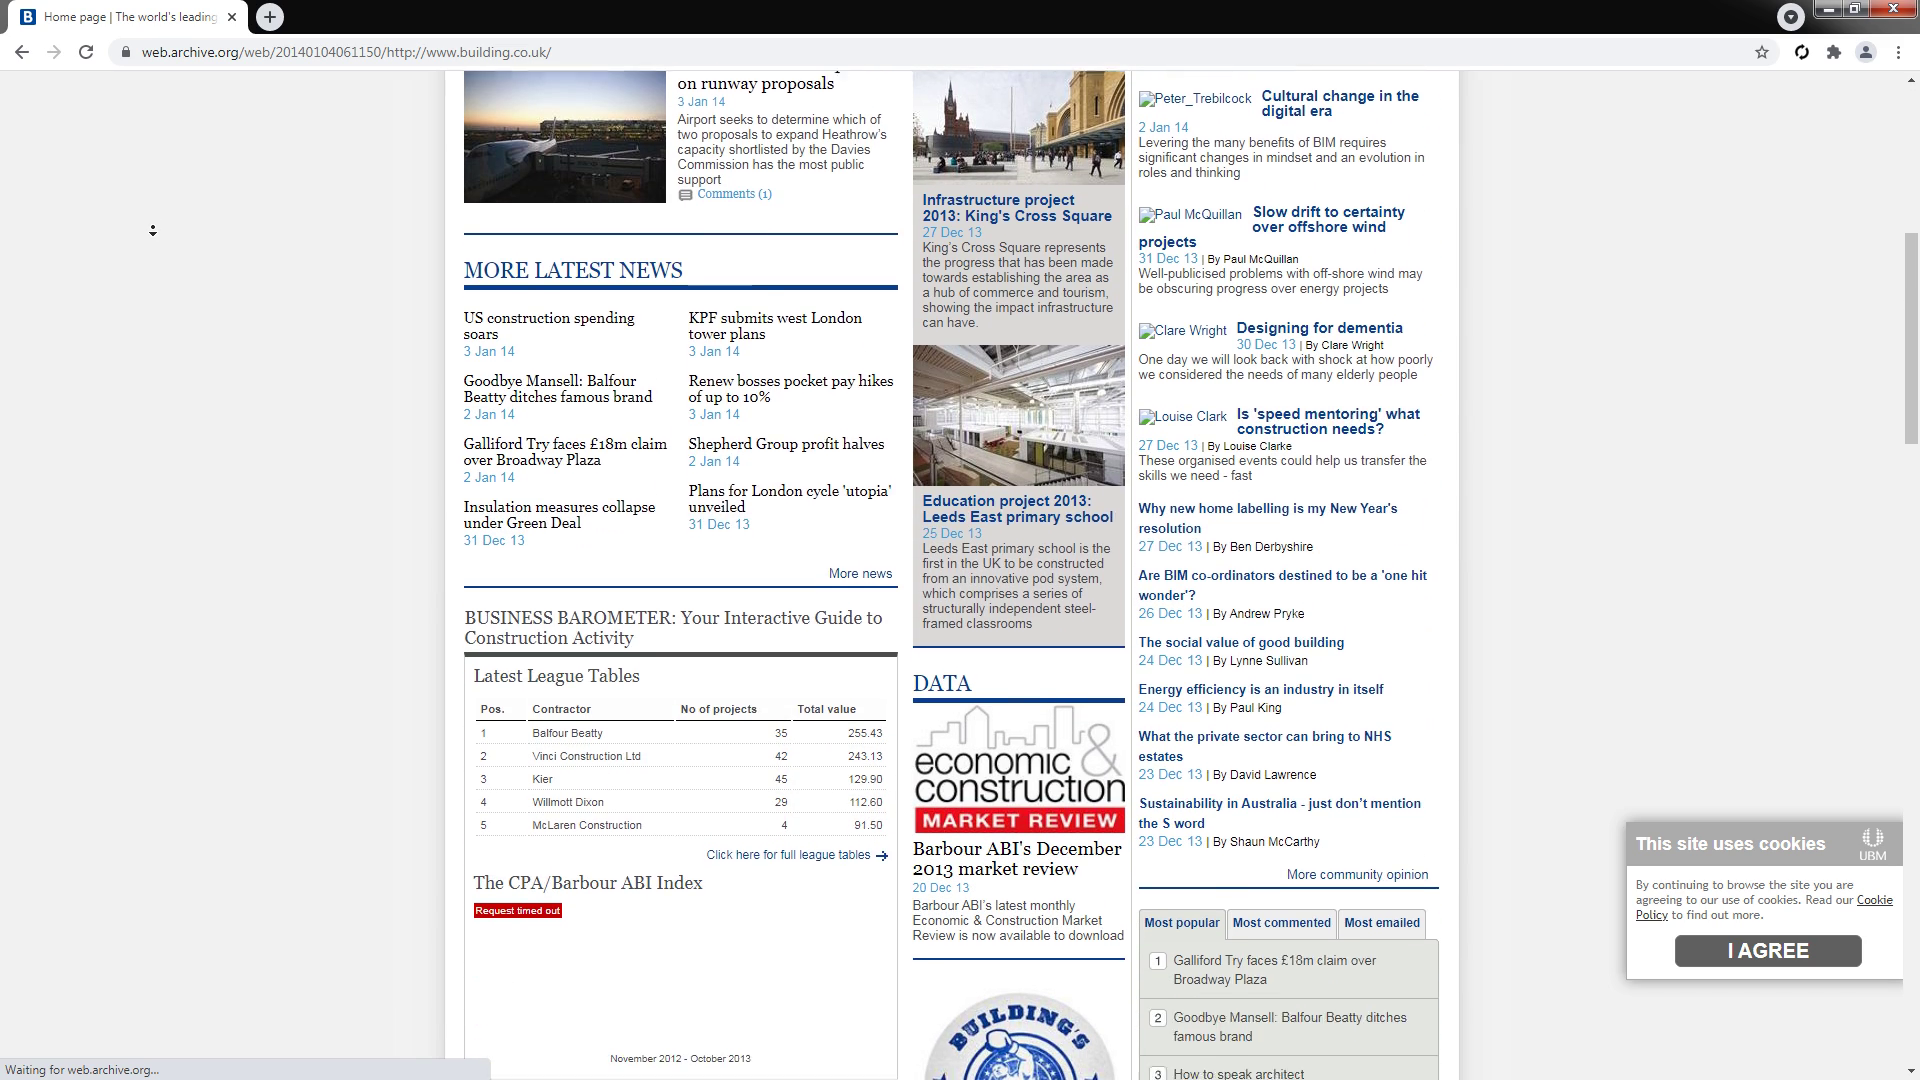 Home page | The world's leading
web.archive.org/web/20140104061150/http://www.building.co.uk/
on runway proposals
3 Jan 14
Airport seeks to determine which of
two proposals to expand Heathrow's
capacity shortlisted by the Davies
Commission has the most public
support
Comments (1)
MORE LATEST NEWS
US construction spending
soars
3 Jan 14
Goodbye Mansell: Balfour
Beatty ditches famous brand
2 Jan 14
Galliford Try faces £18m claim
over Broadway Plaza
2 Jan 14
Insulation measures collapse
under Green Deal
31 Dec 13
KPF submits west London
tower plans
3 Jan 14
Renew bosses pocket pay hikes
of up to 10%
3 Jan 14
Shepherd Group profit halves
2 Jan 14
Plans for London cycle 'utopia'
unveiled
31 Dec 13
More news
BUSINESS BAROMETER: Your Interactive Guide to
Construction Activity
Latest League Tables
Pos. Contractor No of projects Total value
1 Balfour Beatty 35 255.43
2 Vinci Construction Ltd 42 243.13
3 Kier 45 129.90
4 Willmott Dixon 29 112.60
5 McLaren Construction 4 91.50
Click here for full league tables
The CPA/Barbour ABI Index
Request timed out
November 2012 - October 2013
Infrastructure project
2013: King's Cross Square
27 Dec 13
King's Cross Square represents
the progress that has been made
towards establishing the area as
a hub of commerce and tourism,
showing the impact infrastructure
can have.
Education project 2013:
Leeds East primary school
25 Dec 13
Leeds East primary school is the
first in the UK to be constructed
from an innovative pod system,
which comprises a series of
structurally independent steel-
framed classrooms
DATA
economic &
construction
MARKET REVIEW
Barbour ABI's December
2013 market review
20 Dec 13
Barbour ABI's latest monthly
Economic & Construction Market
Review is now available to download
BUILDING'S
Peter_Trebilcock Cultural change in the
digital era
2 Jan 14
Levering the many benefits of BIM requires
significant changes in mindset and an evolution in
roles and thinking
Paul McQuillan Slow drift to certainty
over offshore wind
projects
31 Dec 13 | By Paul McQuillan
Well-publicised problems with off-shore wind may
be obscuring progress over energy projects
Clare Wright Designing for dementia
30 Dec 13 | By Clare Wright
One day we will look back with shock at how poorly
we considered the needs of many elderly people
Louise Clark Is 'speed mentoring' what
construction needs?
27 Dec 13 | By Louise Clarke
These organised events could help us transfer the
skills we need - fast
Why new home labelling is my New Year's
resolution
27 Dec 13 | By Ben Derbyshire
Are BIM co-ordinators destined to be a 'one hit
wonder'?
26 Dec 13 | By Andrew Pryke
The social value of good building
24 Dec 13 | By Lynne Sullivan
Energy efficiency is an industry in itself
24 Dec 13 | By Paul King
What the private sector can bring to NHS
estates
23 Dec 13 | By David Lawrence
Sustainability in Australia - just don't mention
the S word
23 Dec 13 | By Shaun McCarthy
More community opinion
Most popular Most commented Most emailed
1 Galliford Try faces £18m claim over
Broadway Plaza
2 Goodbye Mansell: Balfour Beatty ditches
famous brand
3 How to speak architect
This site uses cookies
UBM
By continuing to browse the site you are
agreeing to our use of cookies. Read our Cookie
Policy to find out more.
I AGREE
Waiting for web.archive.org...